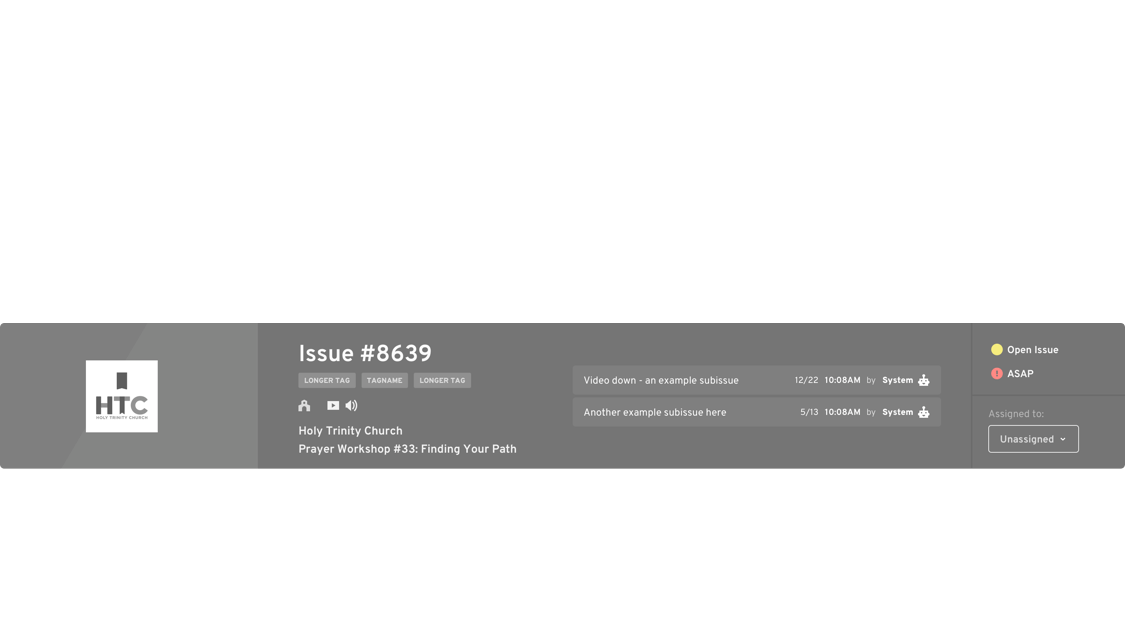 HTC
HOLY TRINITY CHURCH
Issue #8639
LONGER TAG TAGNAME LONGER TAG
Holy Trinity Church
Prayer Workshop #33: Finding Your Path
Video down - an example subissue 12/22 10:08AM by System
Another example subissue here 5/13 10:08AM by System
Open Issue
! ASAP
Assigned to:
Unassigned